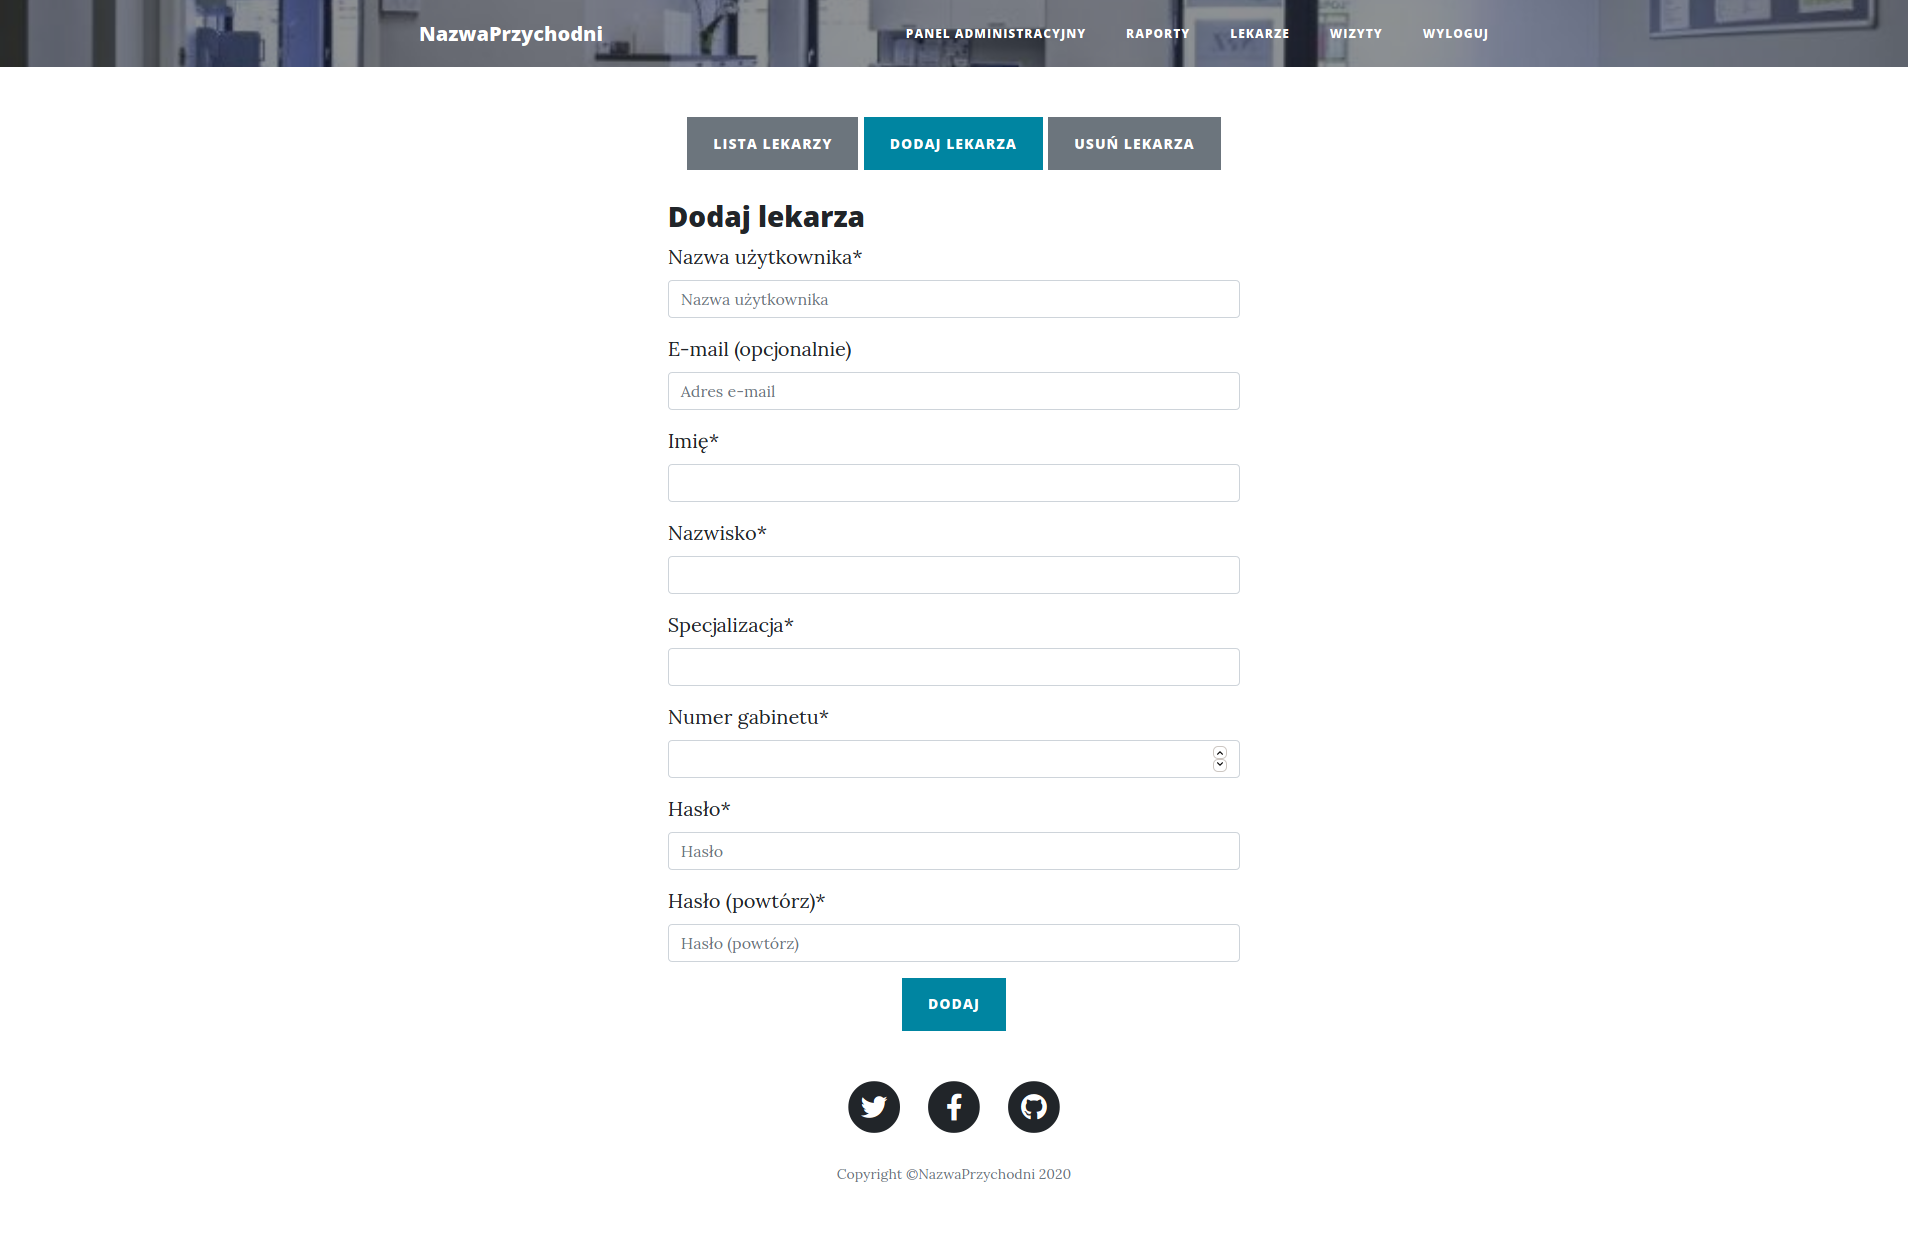 NazwaPrzychodni
PANEL ADMINISTRACYJNY RAPORTY LEKARZE WIZYTY WYLOGUJ
LISTA LEKARZY DODAJ LEKARZA USUŃ LEKARZA
Dodaj lekarza
Nazwa użytkownika*
Nazwa użytkownika
E-mail (opcjonalnie)
Adres e-mail
Imię*
Nazwisko*
Specjalizacja*
Numer gabinetu*
Hasło*
Hasło
Hasło (powtórz)*
Hasło (powtórz)
DODAJ
Copyright ©NazwaPrzychodni 2020